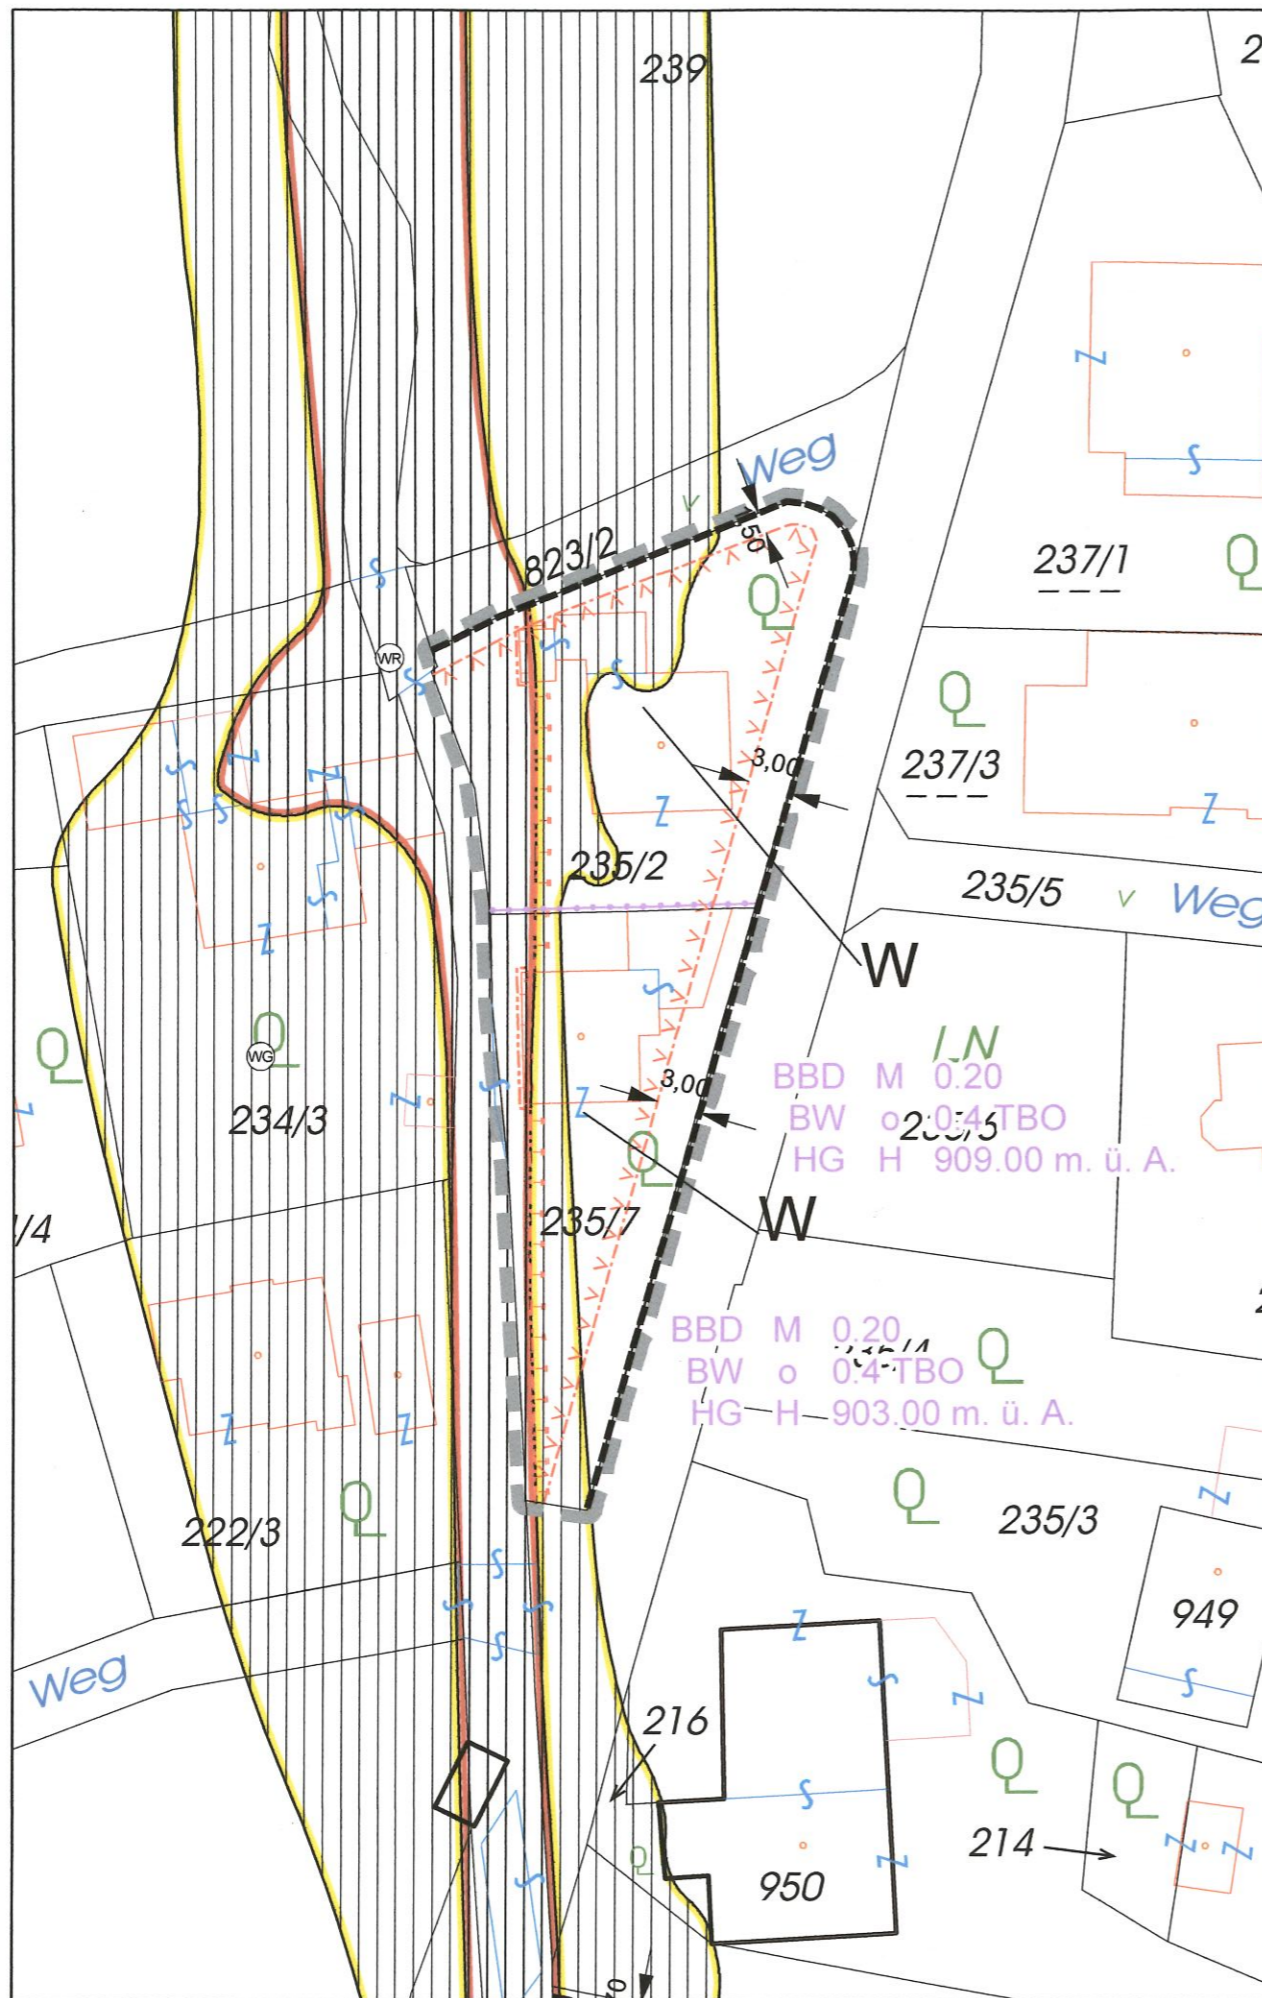 239
Weg
823/2
237/1
WR
3,00
237/3
235/2
235/5
Weg
W
WG
3,00
BBD M 0.20
BW o 0.4 TBO
HG H 909.00 m. ü. A.
234/3
/4
235/7
W
BBD M 0.20
BW o 0.4 TBO
HG H 903.00 m. ü. A.
222/3
235/3
949
Weg
216
214
950